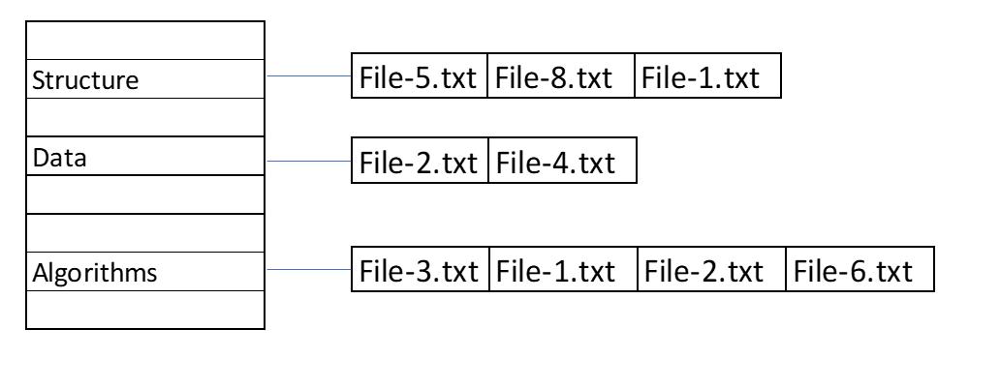 Structure File-5.txt File-8.txt File-1.txt
Data File-2.txt File-4.txt
Algorithms File-3.txt File-1.txt File-2.txt File-6.txt